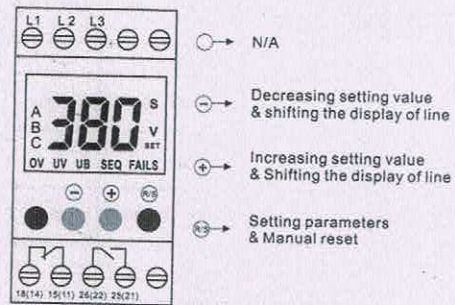 L1 L2 L3
N/A
A
B
C
380
S
V
SET
OV UV UB SEQ FAILS
Decreasing setting value
& shifting the display of line
Increasing setting value
& Shifting the display of line
R/S
R/S
Setting parameters
& Manual reset
18(14) 15(11) 26(22) 25(21)